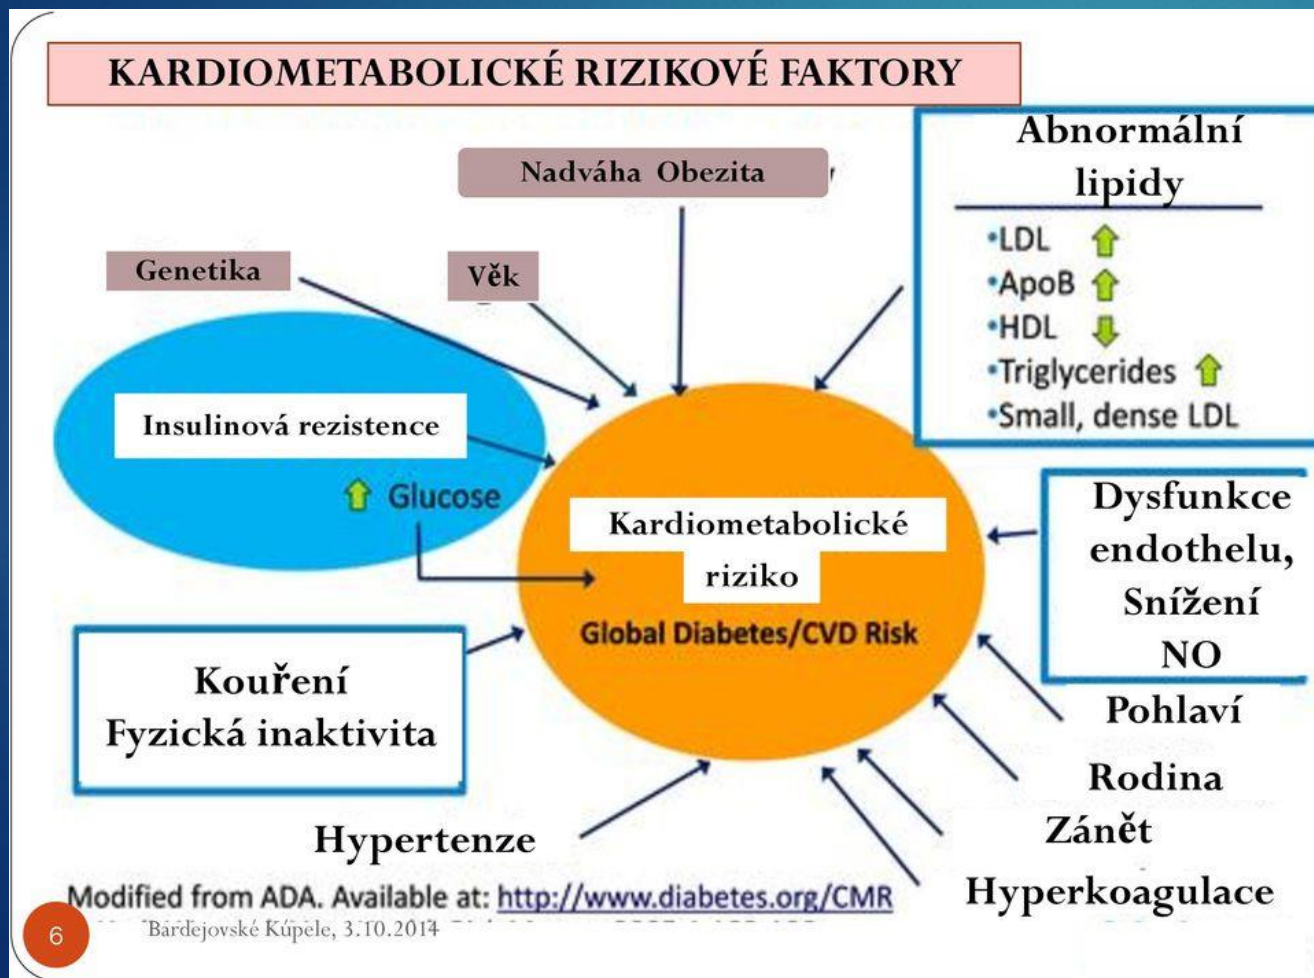 KARDIOMETABOLICKÉ RIZIKOVÉ FAKTORY
Abnormální
lipidy
•LDL
•ApoB
•HDL
•Triglycerides
•Small, dense LDL
Nadváha Obezita
Genetika
Věk
Insulinová rezistence
Glucose
Kardiometabolické
riziko
Global Diabetes/CVD Risk
Dysfunkce
endothelu,
Snížení
NO
Kouření
Fyzická inaktivita
Pohlaví
Rodina
Zánět
Hyperkoagulace
Hypertenze
Modified from ADA. Available at: http://www.diabetes.org/CMR
6
Bardejovské Kúpele, 3.10.2014